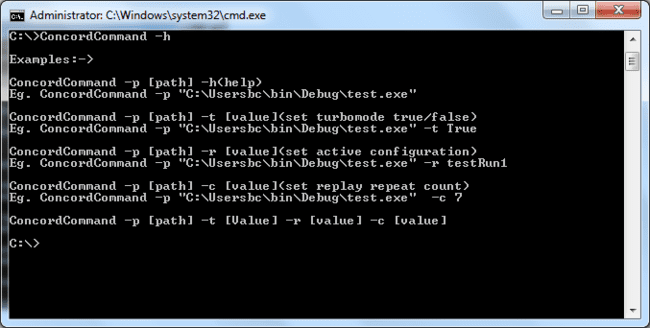 Administrator: C:\Windows\system32\cmd.exe
C:\>ConcordCommand -h
Examples:->
ConcordCommand -p [path] -h(help)
Eg. ConcordCommand -p "C:\Usersbc\bin\Debug\test.exe"
ConcordCommand -p [path] -t [value](set turbomode true/false)
Eg. ConcordCommand -p "C:\Usersbc\bin\Debug\test.exe" -t True
ConcordCommand -p [path] -r [value](set active configuration)
Eg. ConcordCommand -p "C:\Usersbc\bin\Debug\test.exe" -r testRun1
ConcordCommand -p [path] -c [value](set replay repeat count)
Eg. ConcordCommand -p "C:\Usersbc\bin\Debug\test.exe"  -c 7
ConcordCommand -p [path] -t [Value] -r [value] -c [value]
C:\>